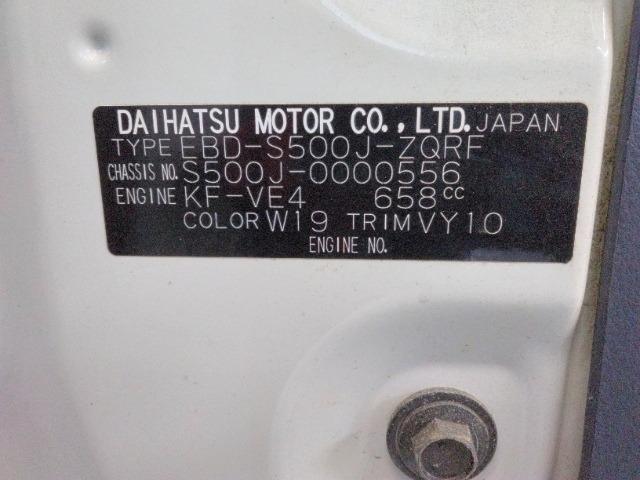 DAIHATSU MOTOR CO.,LTD. JAPAN
TYPE EBD-S500J-ZQRF
CHASSIS NO. S500J-0000556
ENGINE KF-VE4 658cc
COLOR W19 TRIM VY10
ENGINE NO.